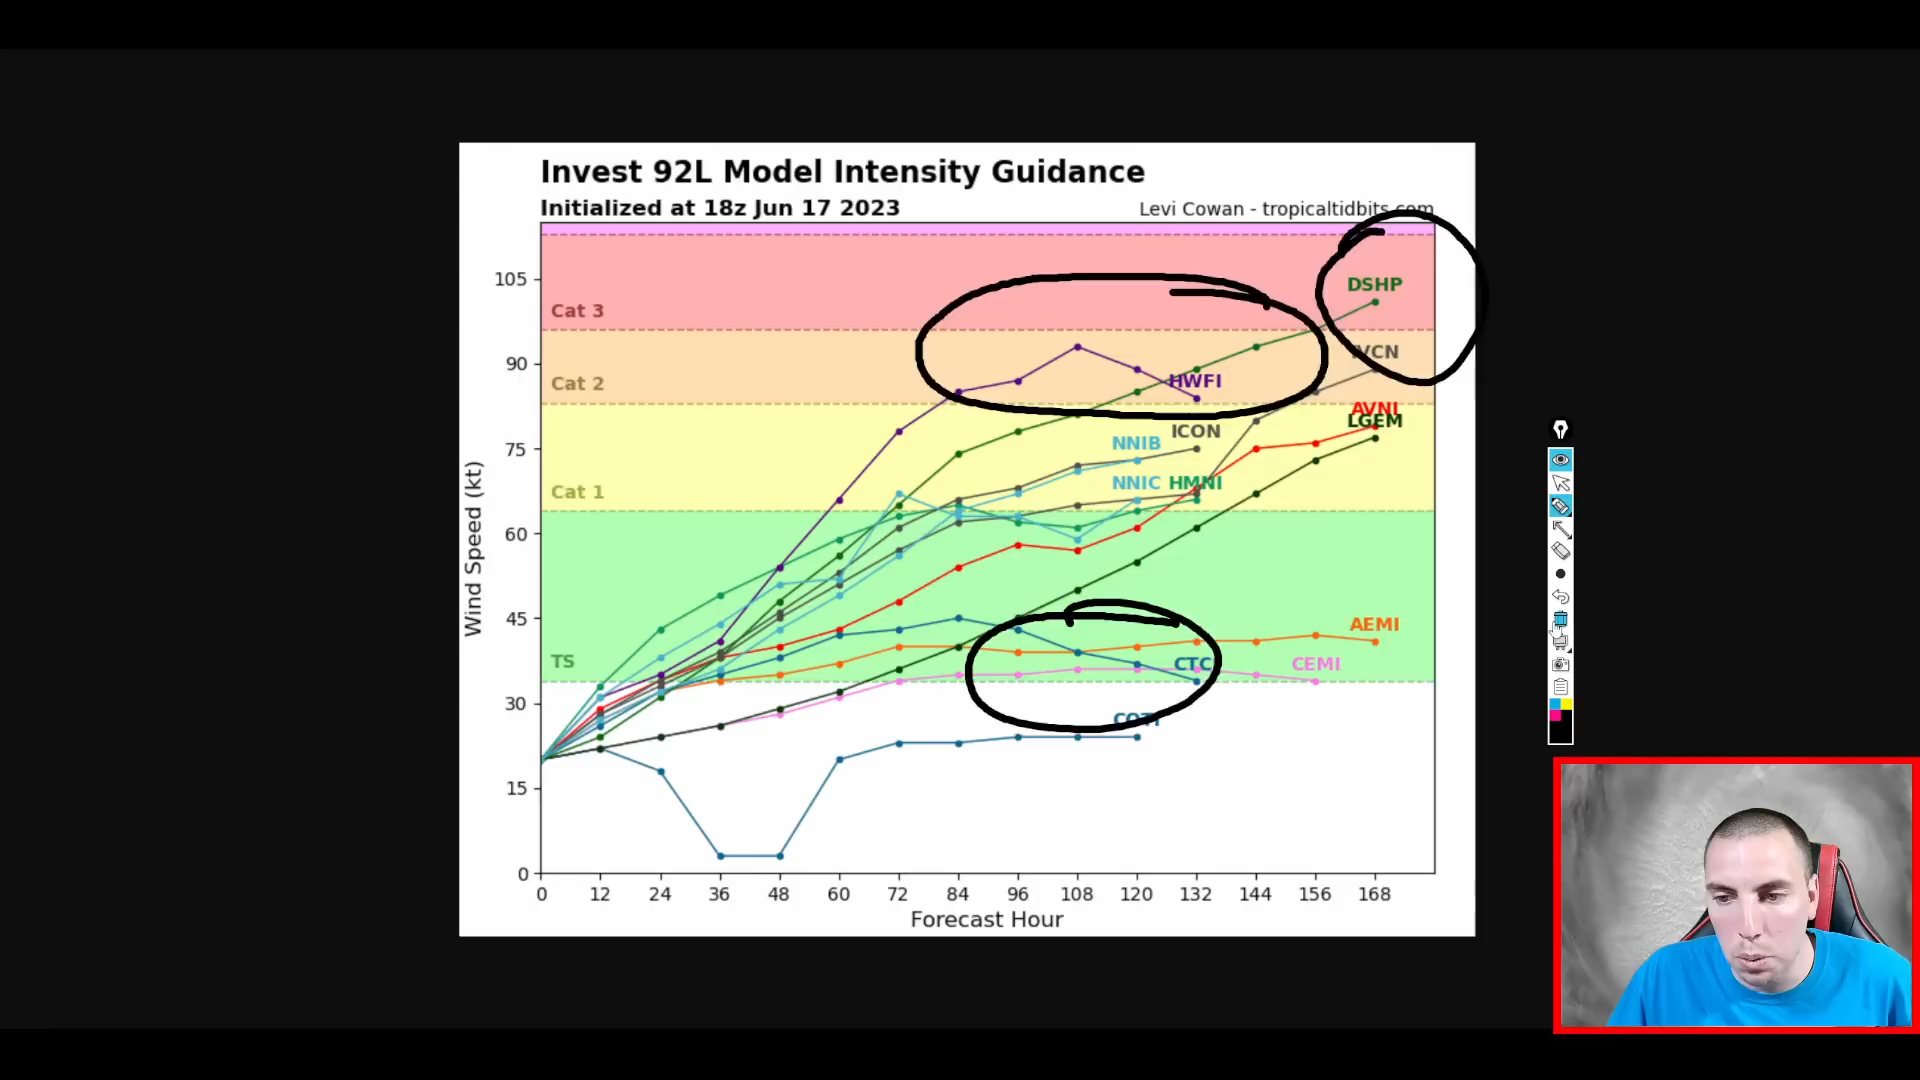 Invest 92L Model Intensity Guidance
Initialized at 18z Jun 17 2023
Levi Cowan - tropicaltidbits.com
105
90
75
60
45
30
15
0
Wind Speed (kt)
Cat 3
Cat 2
Cat 1
TS
DSHP
IVCN
HWFI
AVNI
LGEM
ICON
NNIB
NNIC
HMNI
AEMI
CTCI
CEMI
COTI
0 12 24 36 48 60 72 84 96 108 120 132 144 156 168
Forecast Hour